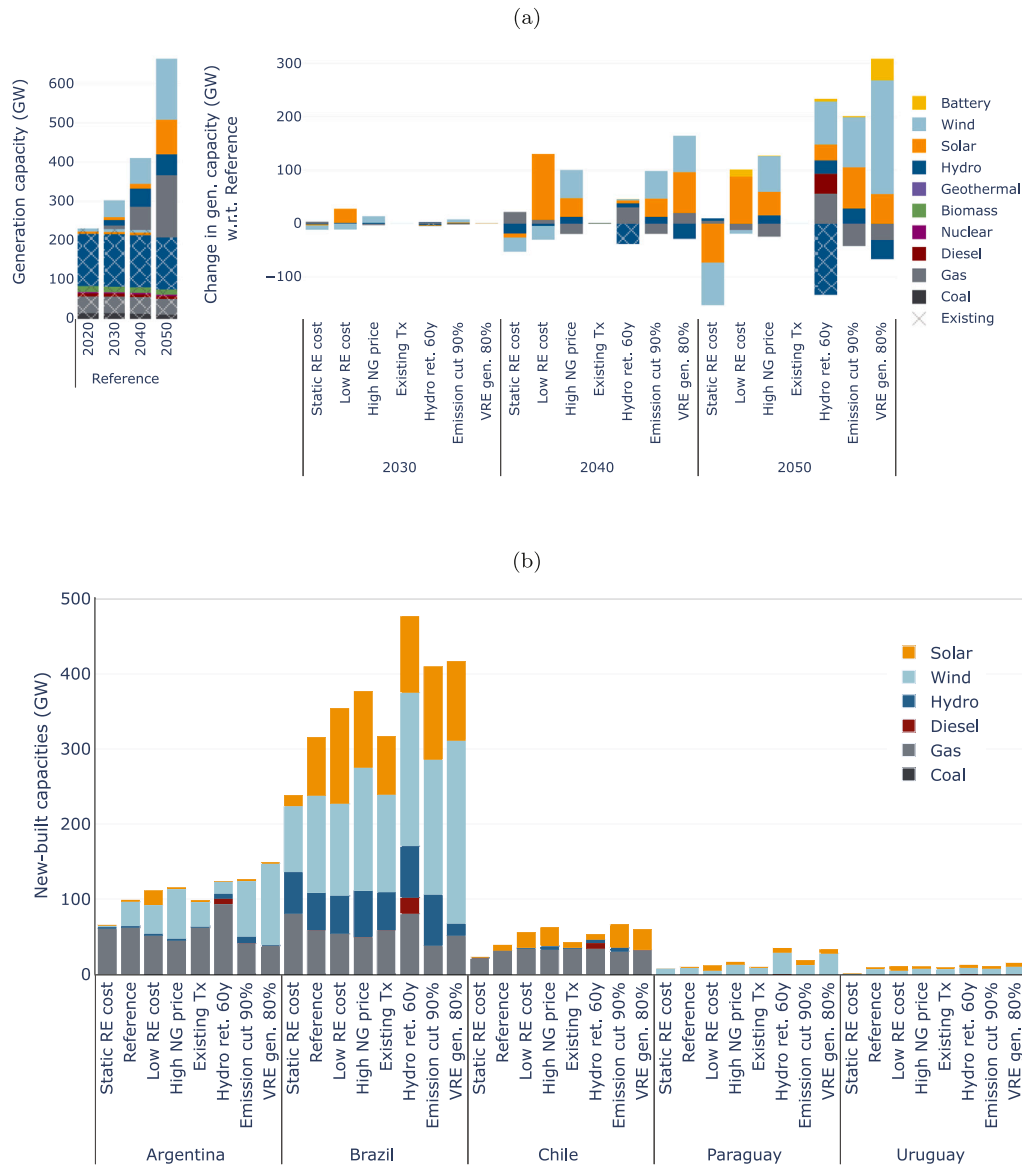 (a)
Generation capacity (GW)
600
500
400
300
200
100
0
2020
2030
2040
2050
Reference
Change in gen. capacity (GW)
w.r.t. Reference
300
200
100
0
−100
Static RE cost
Low RE cost
High NG price
Existing Tx
Hydro ret. 60y
Emission cut 90%
VRE gen. 80%
Static RE cost
Low RE cost
High NG price
Existing Tx
Hydro ret. 60y
Emission cut 90%
VRE gen. 80%
Static RE cost
Low RE cost
High NG price
Existing Tx
Hydro ret. 60y
Emission cut 90%
VRE gen. 80%
2030
2040
2050
Battery
Wind
Solar
Hydro
Geothermal
Biomass
Nuclear
Diesel
Gas
Coal
Existing
(b)
New-built capacities (GW)
500
400
300
200
100
0
Solar
Wind
Hydro
Diesel
Gas
Coal
Static RE cost
Reference
Low RE cost
High NG price
Existing Tx
Hydro ret. 60y
Emission cut 90%
VRE gen. 80%
Static RE cost
Reference
Low RE cost
High NG price
Existing Tx
Hydro ret. 60y
Emission cut 90%
VRE gen. 80%
Static RE cost
Reference
Low RE cost
High NG price
Existing Tx
Hydro ret. 60y
Emission cut 90%
VRE gen. 80%
Static RE cost
Reference
Low RE cost
High NG price
Existing Tx
Hydro ret. 60y
Emission cut 90%
VRE gen. 80%
Static RE cost
Reference
Low RE cost
High NG price
Existing Tx
Hydro ret. 60y
Emission cut 90%
VRE gen. 80%
Argentina
Brazil
Chile
Paraguay
Uruguay